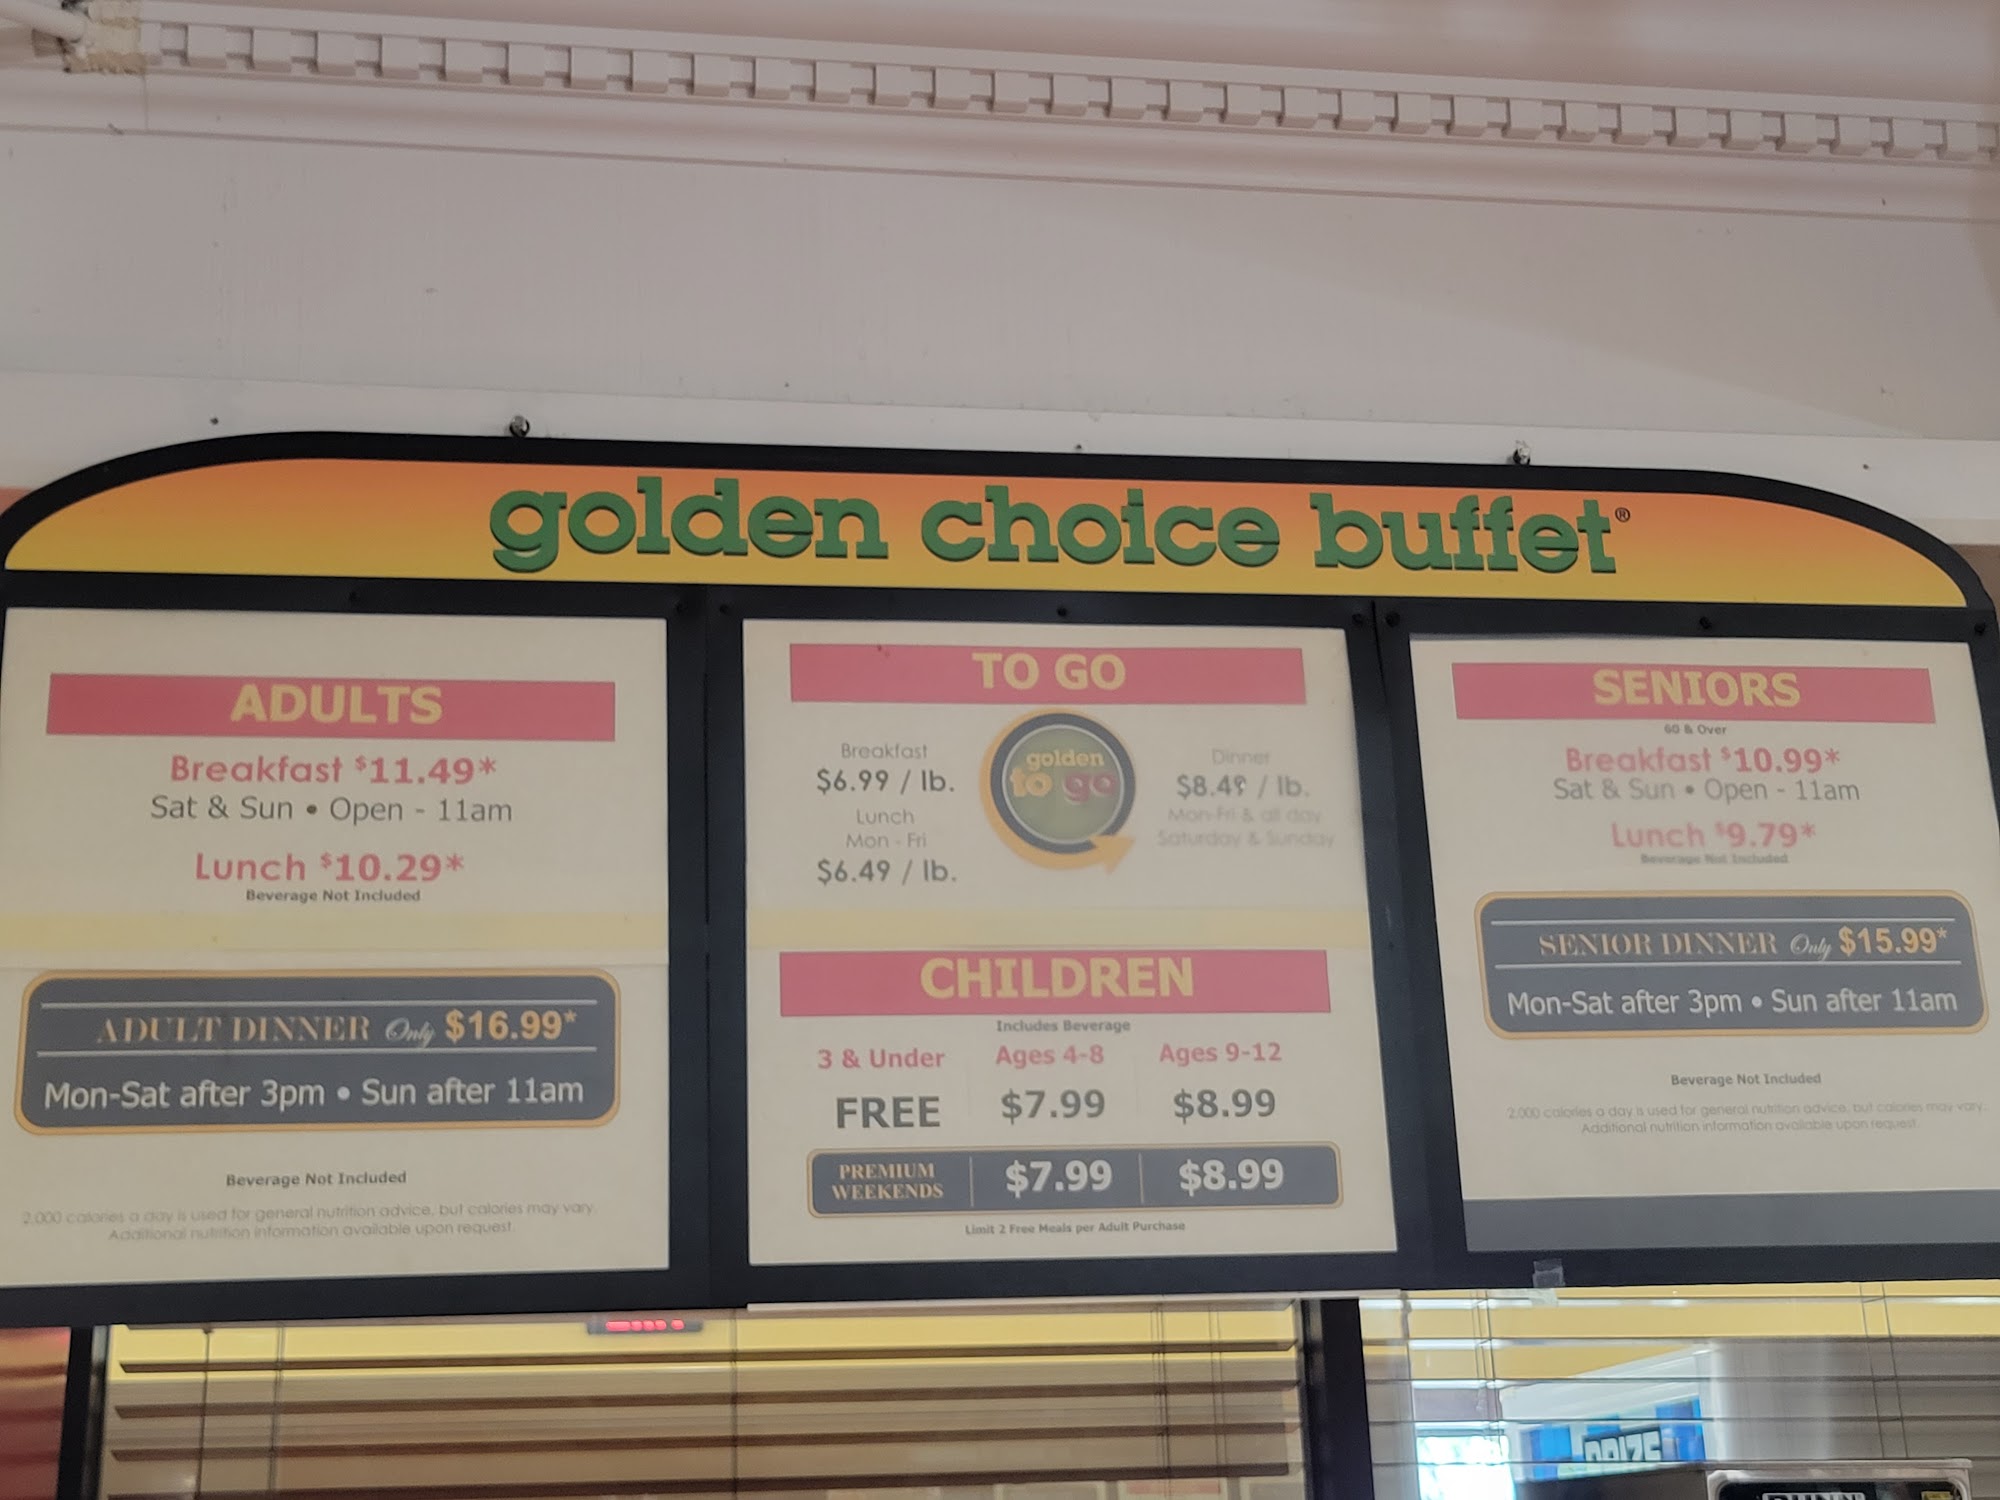 golden choice buffet®
ADULTS
Breakfast $11.49*
Sat & Sun • Open - 11am
Lunch $10.29*
Beverage Not Included
ADULT DINNER Only $16.99*
Mon-Sat after 3pm • Sun after 11am
Beverage Not Included
2,000 calories a day is used for general nutrition advice, but calories may vary.
Additional nutrition information available upon request.
TO GO
Breakfast
$6.99 / lb.
Lunch
Mon - Fri
$6.49 / lb.
golden
to go
Dinner
$8.49 / lb.
Mon-Fri & all day
Saturday & Sunday
CHILDREN
Includes Beverage
3 & Under Ages 4-8 Ages 9-12
FREE $7.99 $8.99
PREMIUM
WEEKENDS $7.99 $8.99
Limit 2 Free Meals per Adult Purchase
SENIORS
60 & Over
Breakfast $10.99*
Sat & Sun • Open - 11am
Lunch $9.79*
Beverage Not Included
SENIOR DINNER Only $15.99*
Mon-Sat after 3pm • Sun after 11am
Beverage Not Included
2,000 calories a day is used for general nutrition advice, but calories may vary.
Additional nutrition information available upon request.
PRIZE